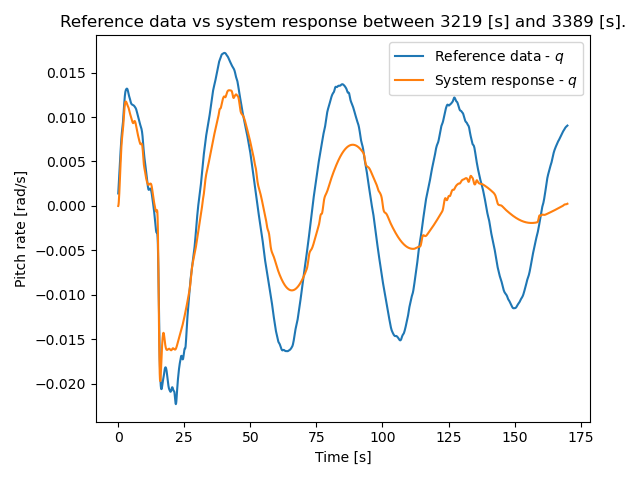 Reference data vs system response between 3219 [s] and 3389 [s].
Reference data - q
System response - q
Pitch rate [rad/s]
0.015
0.010
0.005
0.000
−0.005
−0.010
−0.015
−0.020
0 25 50 75 100 125 150 175
Time [s]